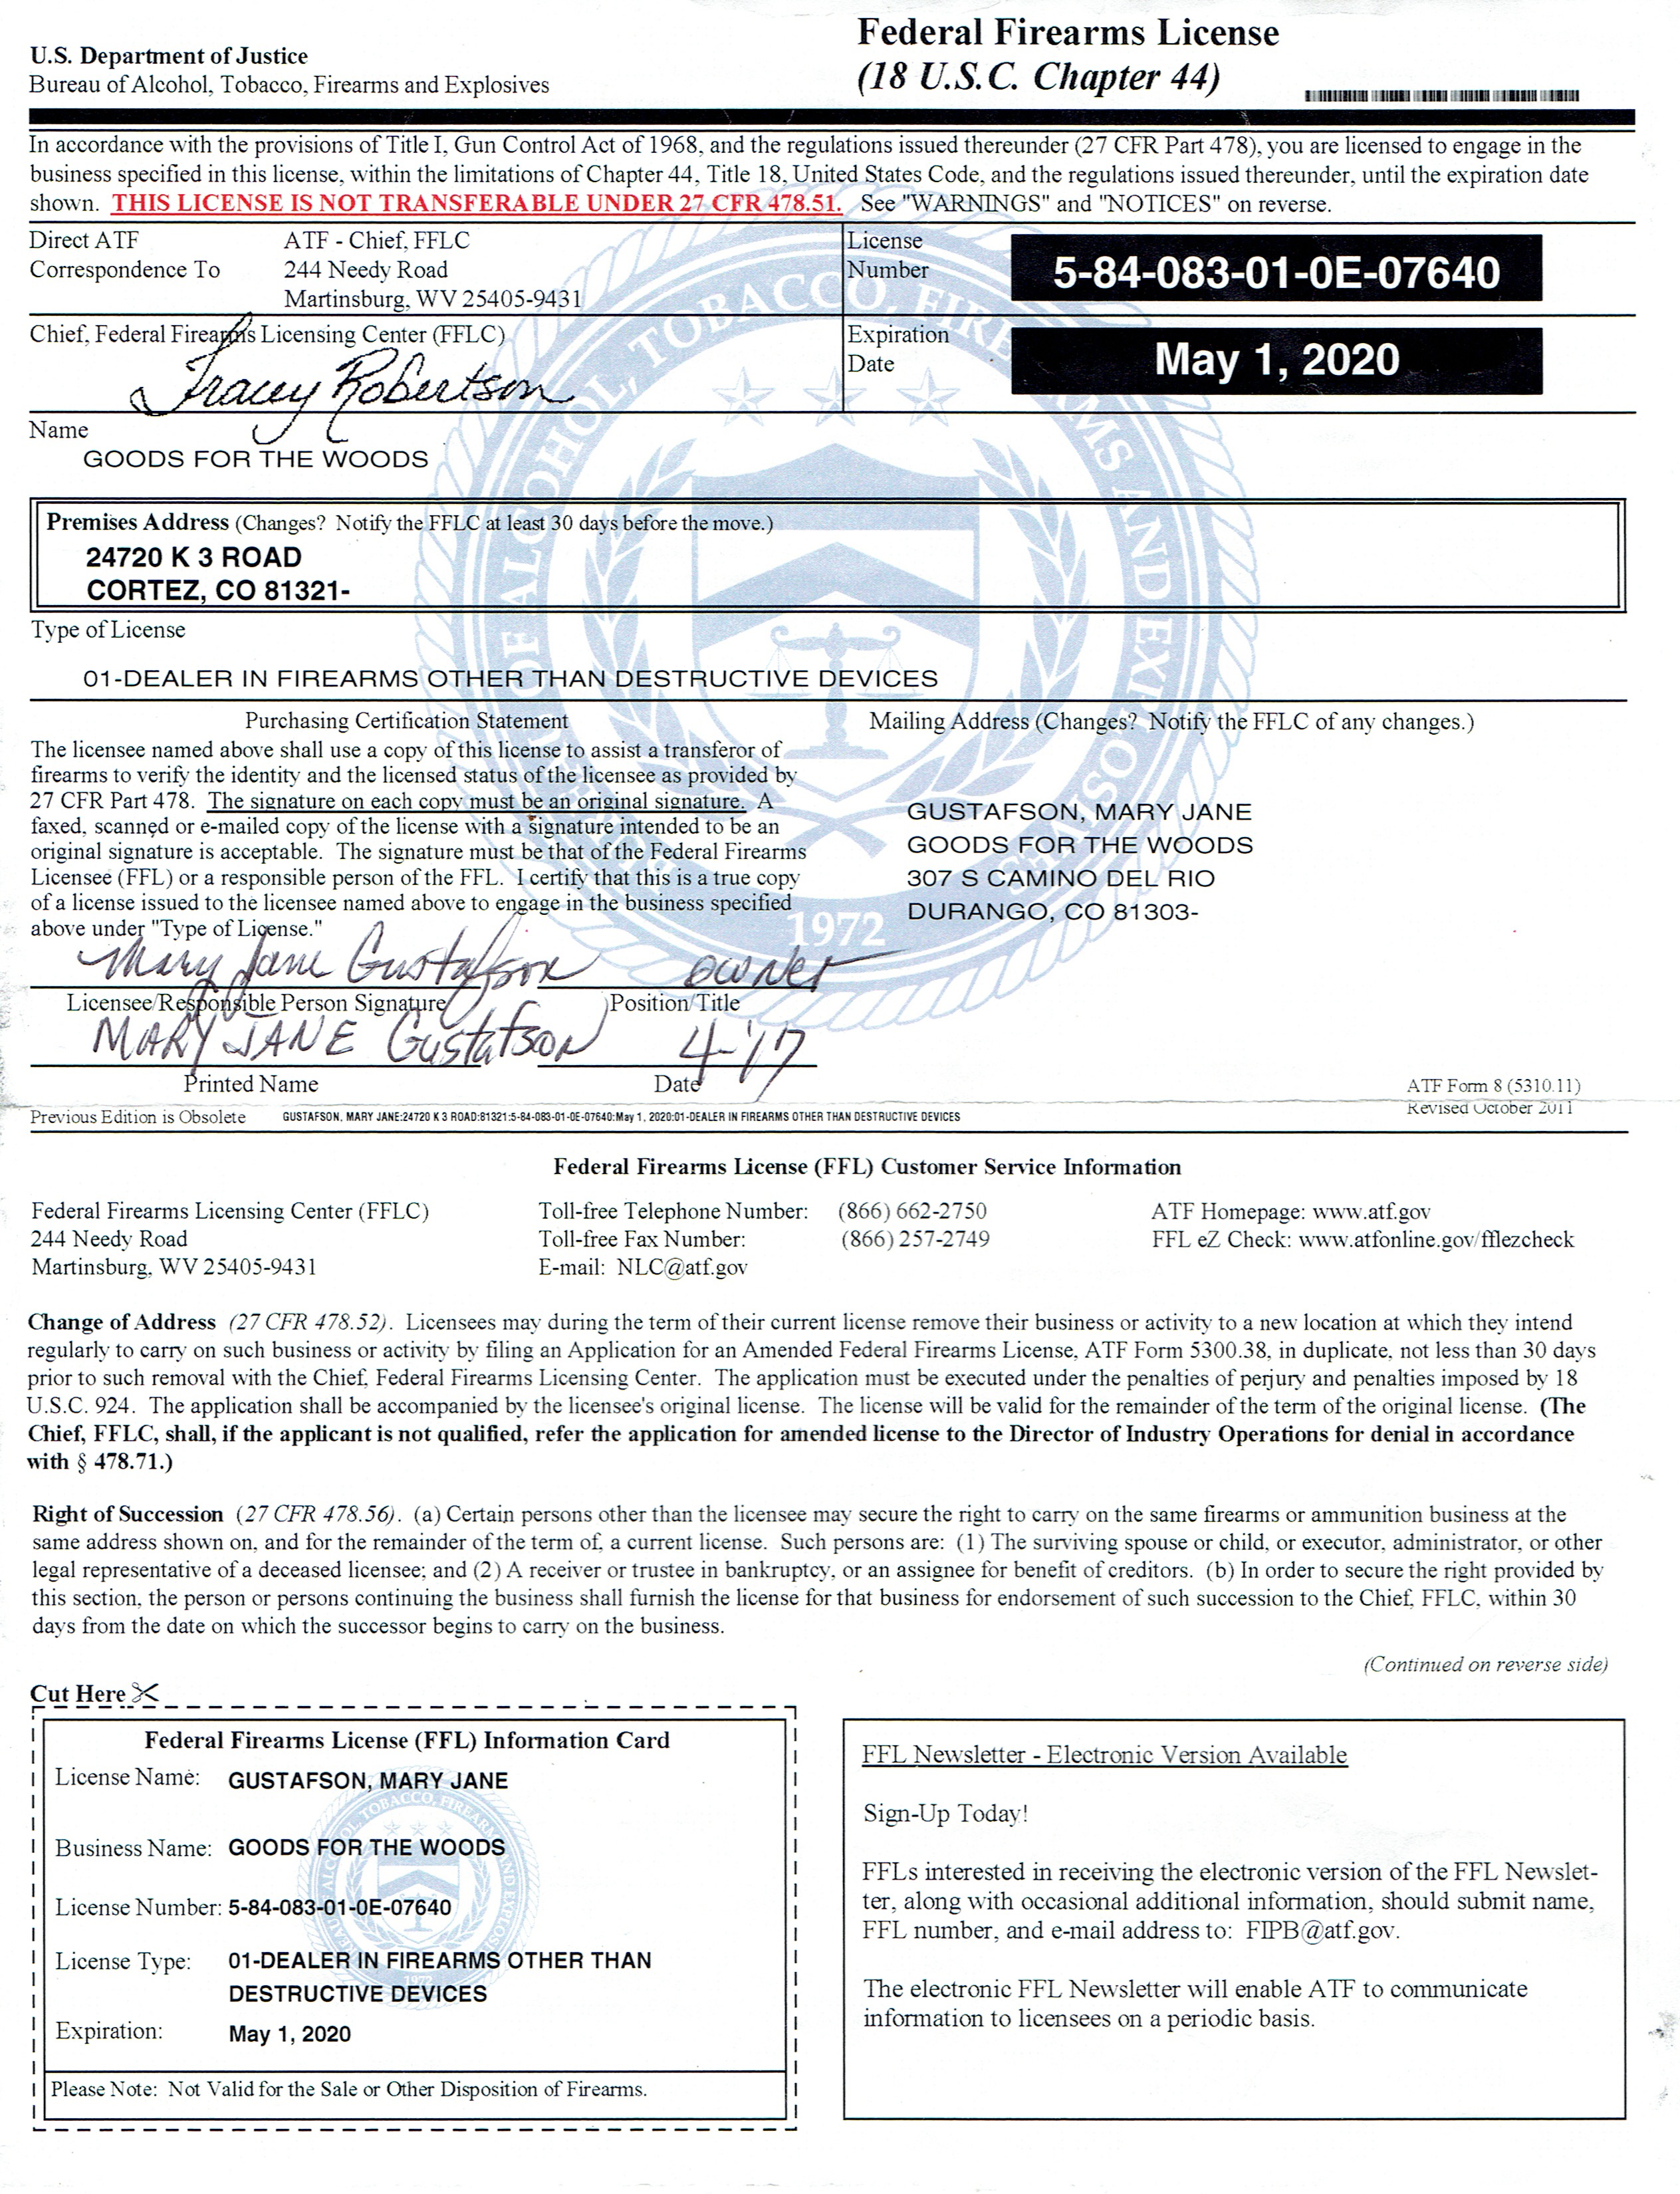 U.S. Department of Justice
Bureau of Alcohol, Tobacco, Firearms and Explosives
Federal Firearms License
(18 U.S.C. Chapter 44)
In accordance with the provisions of Title I, Gun Control Act of 1968, and the regulations issued thereunder (27 CFR Part 478), you are licensed to engage in the
business specified in this license, within the limitations of Chapter 44, Title 18, United States Code, and the regulations issued thereunder, until the expiration date
shown. THIS LICENSE IS NOT TRANSFERABLE UNDER 27 CFR 478.51. See "WARNINGS" and "NOTICES" on reverse.
Direct ATF
Correspondence To
ATF - Chief, FFLC
244 Needy Road
Martinsburg, WV 25405-9431
License
Number
5-84-083-01-0E-07640
Chief, Federal Firearms Licensing Center (FFLC)
Tracey Robertson
Expiration
Date
May 1, 2020
Name
GOODS FOR THE WOODS
Premises Address (Changes? Notify the FFLC at least 30 days before the move.)
24720 K 3 ROAD
CORTEZ, CO 81321-
Type of License
01-DEALER IN FIREARMS OTHER THAN DESTRUCTIVE DEVICES
Purchasing Certification Statement
The licensee named above shall use a copy of this license to assist a transferor of
firearms to verify the identity and the licensed status of the licensee as provided by
27 CFR Part 478. The signature on each copy must be an original signature. A
faxed, scanned or e-mailed copy of the license with a signature intended to be an
original signature is acceptable. The signature must be that of the Federal Firearms
Licensee (FFL) or a responsible person of the FFL. I certify that this is a true copy
of a license issued to the licensee named above to engage in the business specified
above under "Type of License."
Mailing Address (Changes? Notify the FFLC of any changes.)
GUSTAFSON, MARY JANE
GOODS FOR THE WOODS
307 S CAMINO DEL RIO
DURANGO, CO 81303-
1972
Mary Jane Gustafson owner
Licensee/Responsible Person Signature Position/Title
MARY JANE Gustafson 4-'17
Printed Name Date
ATF Form 8 (5310.11)
Revised October 2011
Previous Edition is Obsolete GUSTAFSON, MARY JANE:24720 K 3 ROAD:81321:5-84-083-01-0E-07640:May 1, 2020:01-DEALER IN FIREARMS OTHER THAN DESTRUCTIVE DEVICES
Federal Firearms License (FFL) Customer Service Information
Federal Firearms Licensing Center (FFLC)
244 Needy Road
Martinsburg, WV 25405-9431
Toll-free Telephone Number: (866) 662-2750
Toll-free Fax Number: (866) 257-2749
E-mail: NLC@atf.gov
ATF Homepage: www.atf.gov
FFL eZ Check: www.atfonline.gov/fflezcheck
Change of Address (27 CFR 478.52). Licensees may during the term of their current license remove their business or activity to a new location at which they intend
regularly to carry on such business or activity by filing an Application for an Amended Federal Firearms License, ATF Form 5300.38, in duplicate, not less than 30 days
prior to such removal with the Chief, Federal Firearms Licensing Center. The application must be executed under the penalties of perjury and penalties imposed by 18
U.S.C. 924. The application shall be accompanied by the licensee's original license. The license will be valid for the remainder of the term of the original license. (The
Chief, FFLC, shall, if the applicant is not qualified, refer the application for amended license to the Director of Industry Operations for denial in accordance
with § 478.71.)
Right of Succession (27 CFR 478.56). (a) Certain persons other than the licensee may secure the right to carry on the same firearms or ammunition business at the
same address shown on, and for the remainder of the term of, a current license. Such persons are: (1) The surviving spouse or child, or executor, administrator, or other
legal representative of a deceased licensee; and (2) A receiver or trustee in bankruptcy, or an assignee for benefit of creditors. (b) In order to secure the right provided by
this section, the person or persons continuing the business shall furnish the license for that business for endorsement of such succession to the Chief, FFLC, within 30
days from the date on which the successor begins to carry on the business.
(Continued on reverse side)
Cut Here
Federal Firearms License (FFL) Information Card
License Name: GUSTAFSON, MARY JANE
Business Name: GOODS FOR THE WOODS
License Number: 5-84-083-01-0E-07640
License Type: 01-DEALER IN FIREARMS OTHER THAN
DESTRUCTIVE DEVICES
Expiration: May 1, 2020
Please Note: Not Valid for the Sale or Other Disposition of Firearms.
FFL Newsletter - Electronic Version Available
Sign-Up Today!
FFLs interested in receiving the electronic version of the FFL Newslet-
ter, along with occasional additional information, should submit name,
FFL number, and e-mail address to: FIPB@atf.gov.
The electronic FFL Newsletter will enable ATF to communicate
information to licensees on a periodic basis.